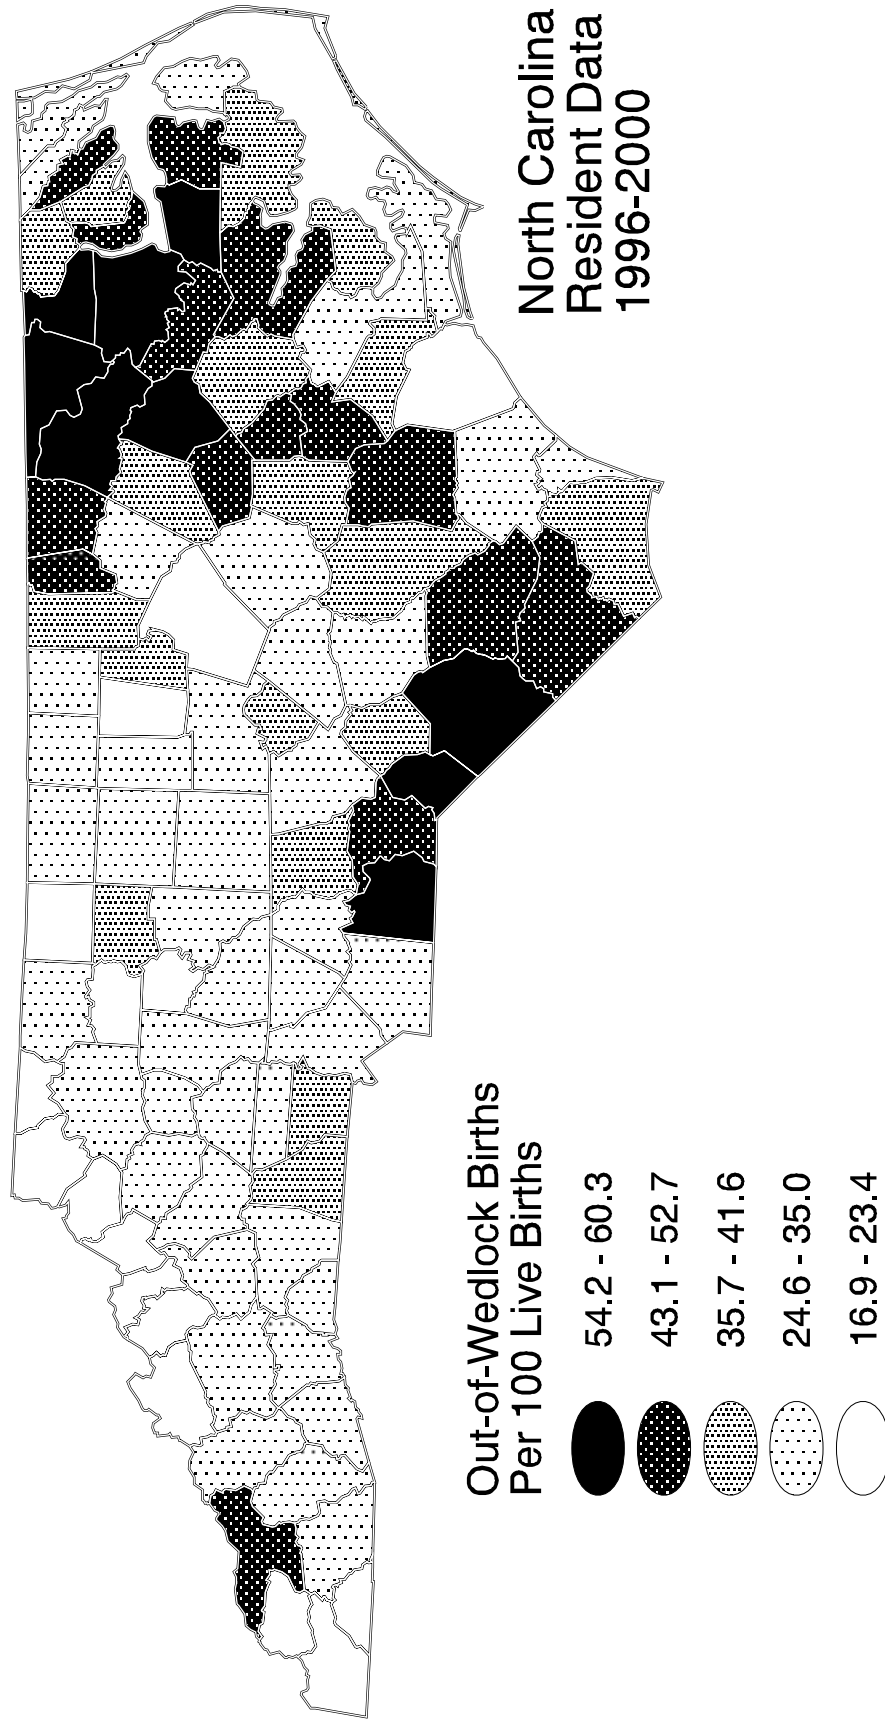 North Carolina
Resident Data
1996-2000
Out-of-Wedlock Births
Per 100 Live Births
54.2 - 60.3
43.1 - 52.7
35.7 - 41.6
24.6 - 35.0
16.9 - 23.4